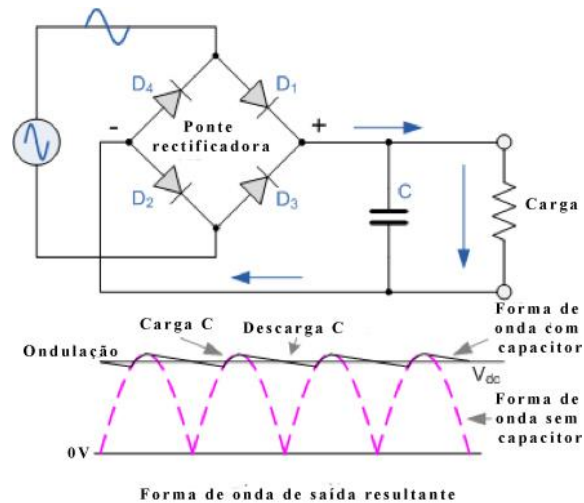 D4
D1
-
Ponte
rectificadora
+
D2
D3
C
Carga
Carga C
Descarga C
Forma de
onda com
capacitor
Ondulação
Vdc
Forma de
onda sem
capacitor
0V
Forma de onda de saída resultante